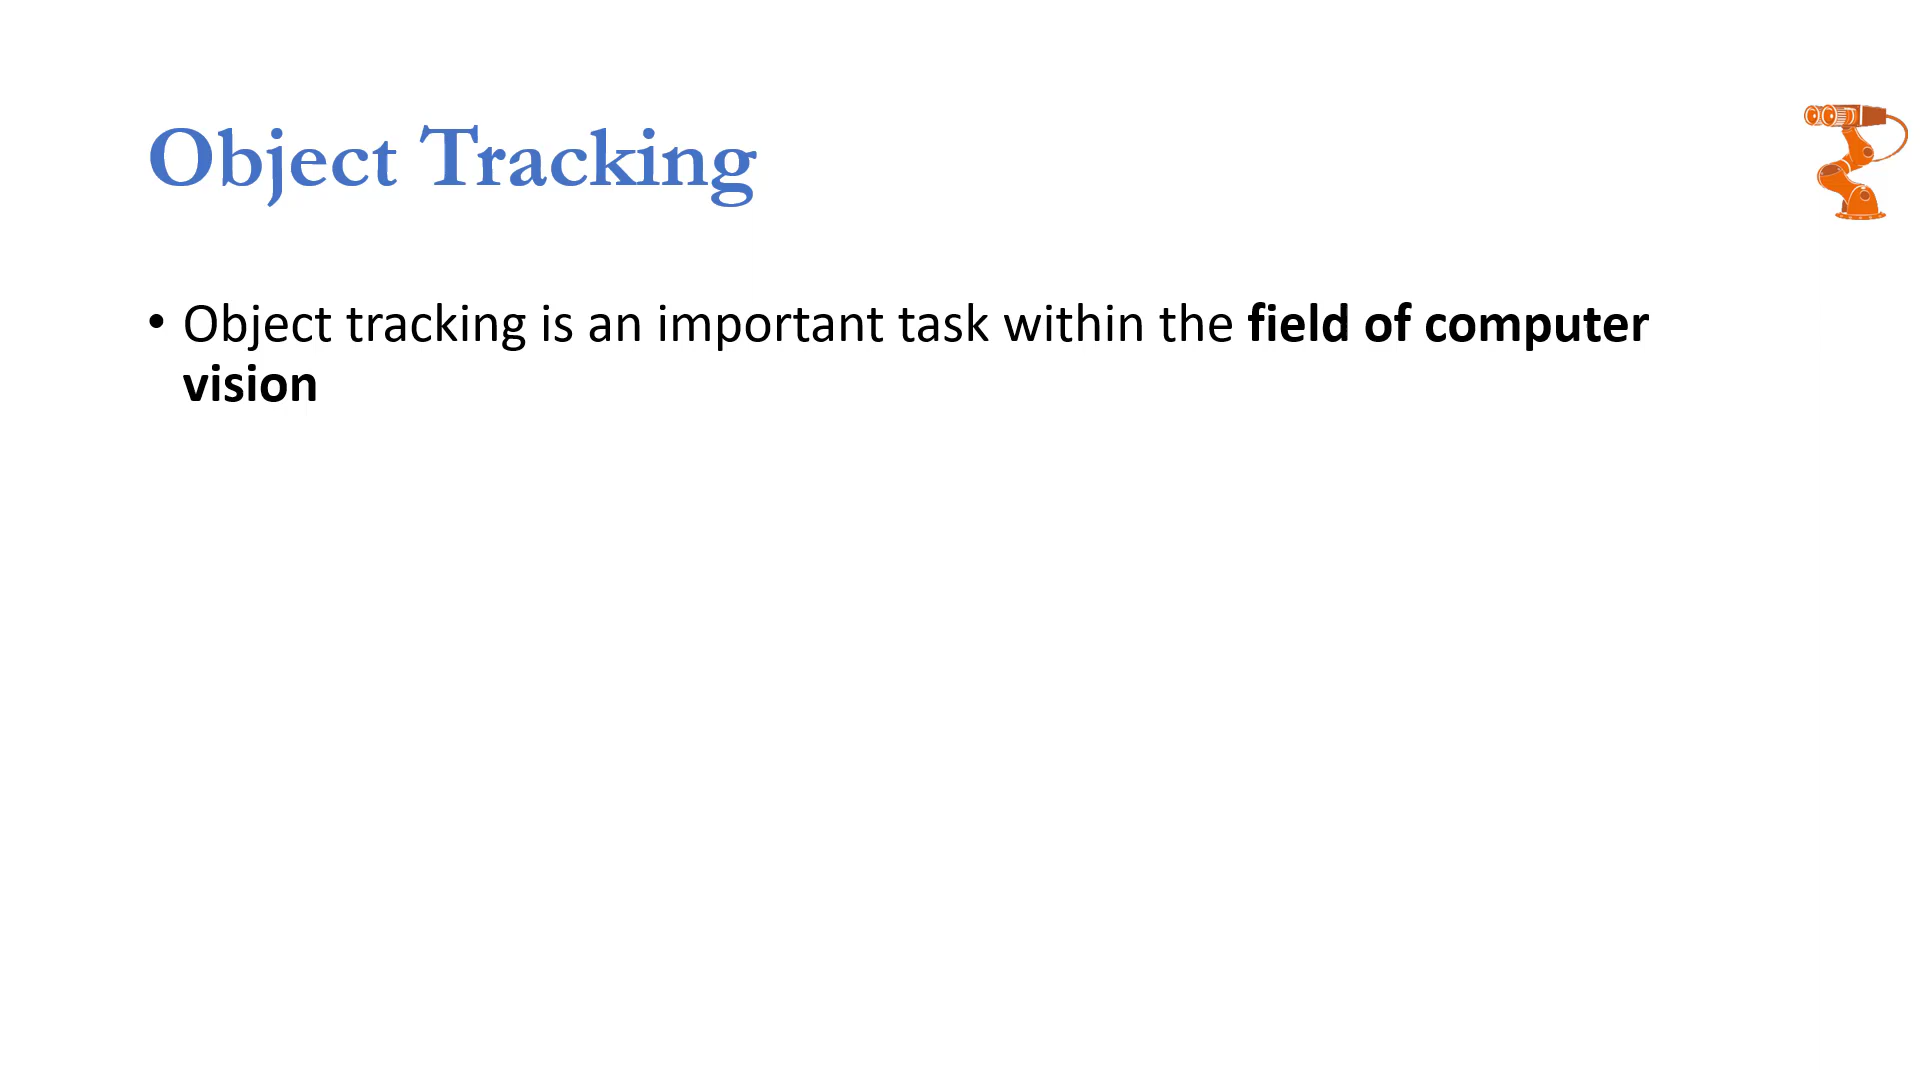 Object Tracking
• Object tracking is an important task within the field of computer
vision